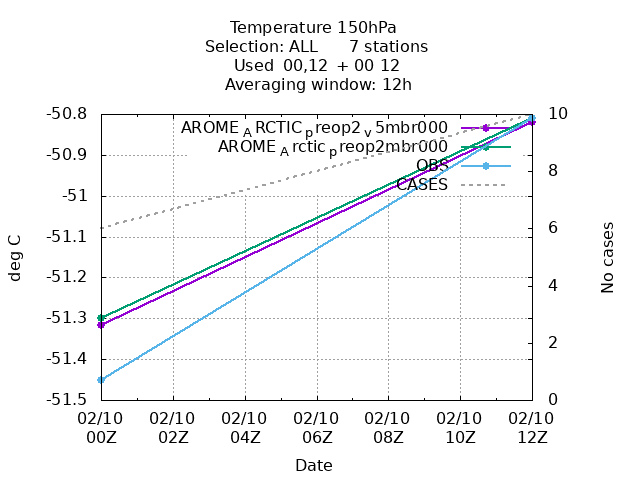 Temperature 150hPa
Selection: ALL      7 stations
Used  00,12  + 00 12
Averaging window: 12h
AROME_ARCTIC_preop2_v5mbr000
AROME_Arctic_preop2mbr000
OBS
CASES
-50.8
-50.9
-51
-51.1
-51.2
-51.3
-51.4
-51.5
10
8
6
4
2
0
deg C
No cases
02/10 02/10 02/10 02/10 02/10 02/10 02/10
00Z 02Z 04Z 06Z 08Z 10Z 12Z
Date